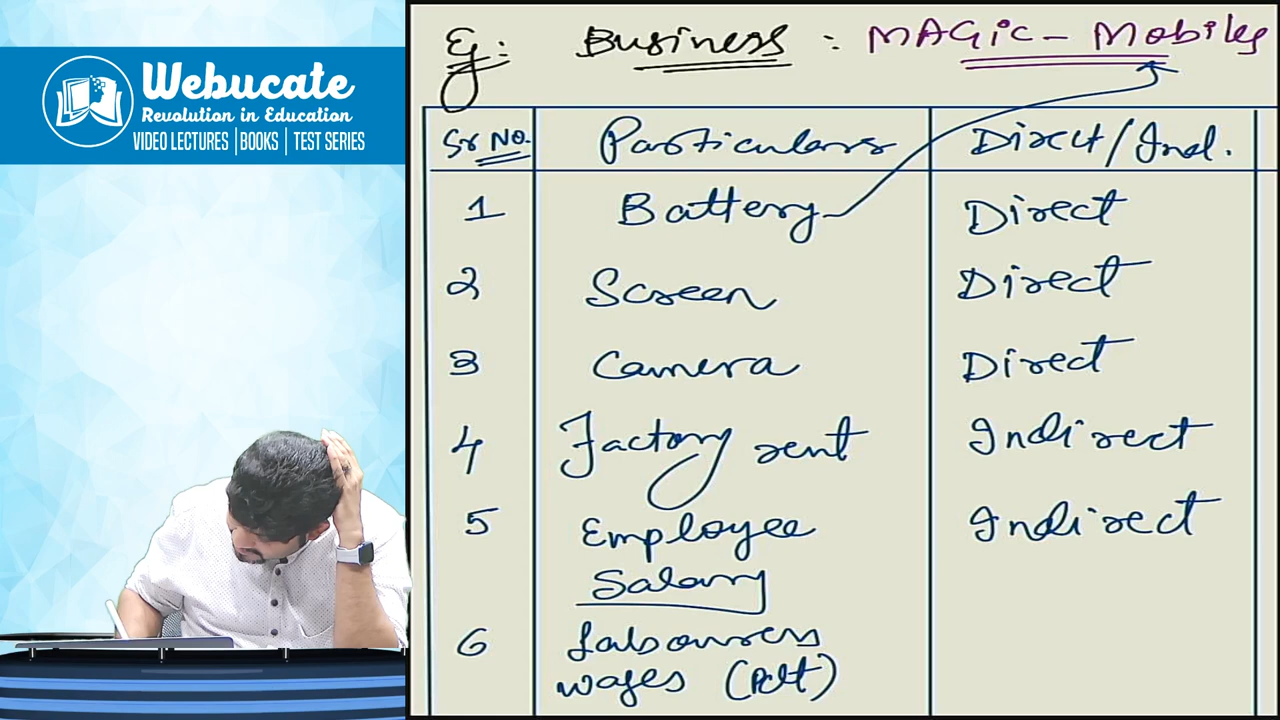 Webucate
Revolution in Education
VIDEO LECTURES | BOOKS | TEST SERIES
Eg: Business : MAGic - Mobiles
Sr No. Particulars Direct/Ind.
1 Battery Direct
2 Screen Direct
3 Camera Direct
4 Factory rent Indirect
5 Employee Indirect
Salary
6 Labourers
wages (Pdt)